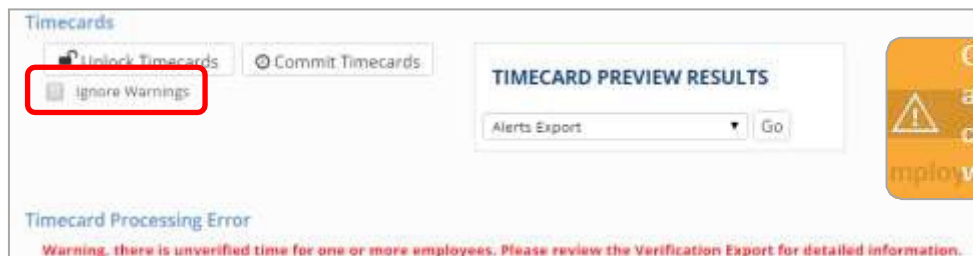 Timecards
Unlock Timecards
Commit Timecards
Ignore Warnings
TIMECARD PREVIEW RESULTS
Alerts Export
Go
mploy
Timecard Processing Error
Warning, there is unverified time for one or more employees. Please review the Verification Export for detailed information.